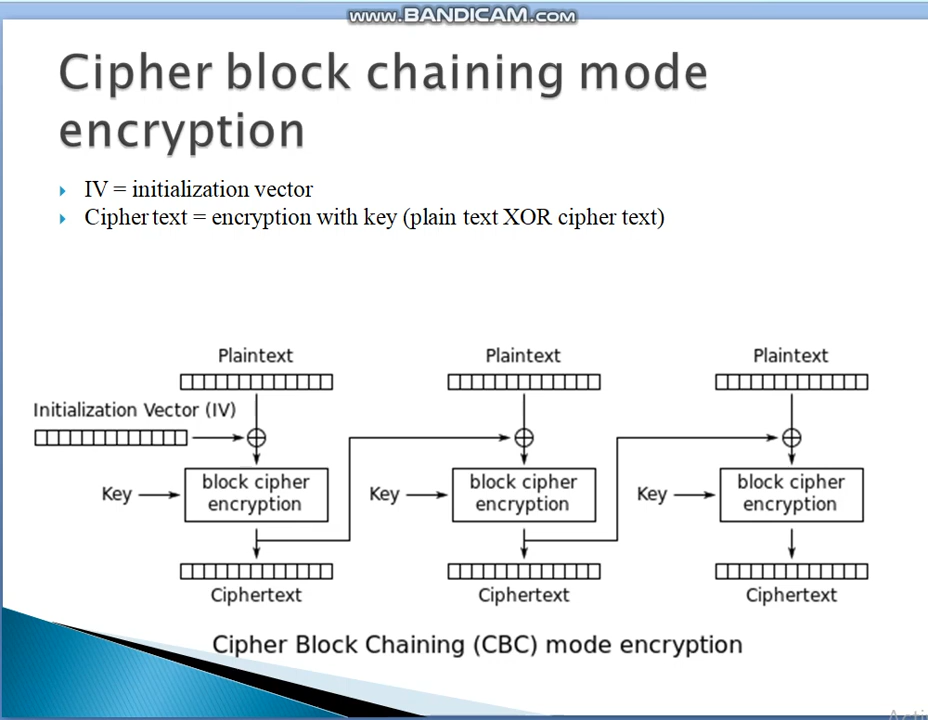 www.BANDICAM.com
Cipher block chaining mode
encryption
IV = initialization vector
Cipher text = encryption with key (plain text XOR cipher text)
Plaintext
Plaintext
Plaintext
Initialization Vector (IV)
Key
block cipher
encryption
Key
block cipher
encryption
Key
block cipher
encryption
Ciphertext
Ciphertext
Ciphertext
Cipher Block Chaining (CBC) mode encryption